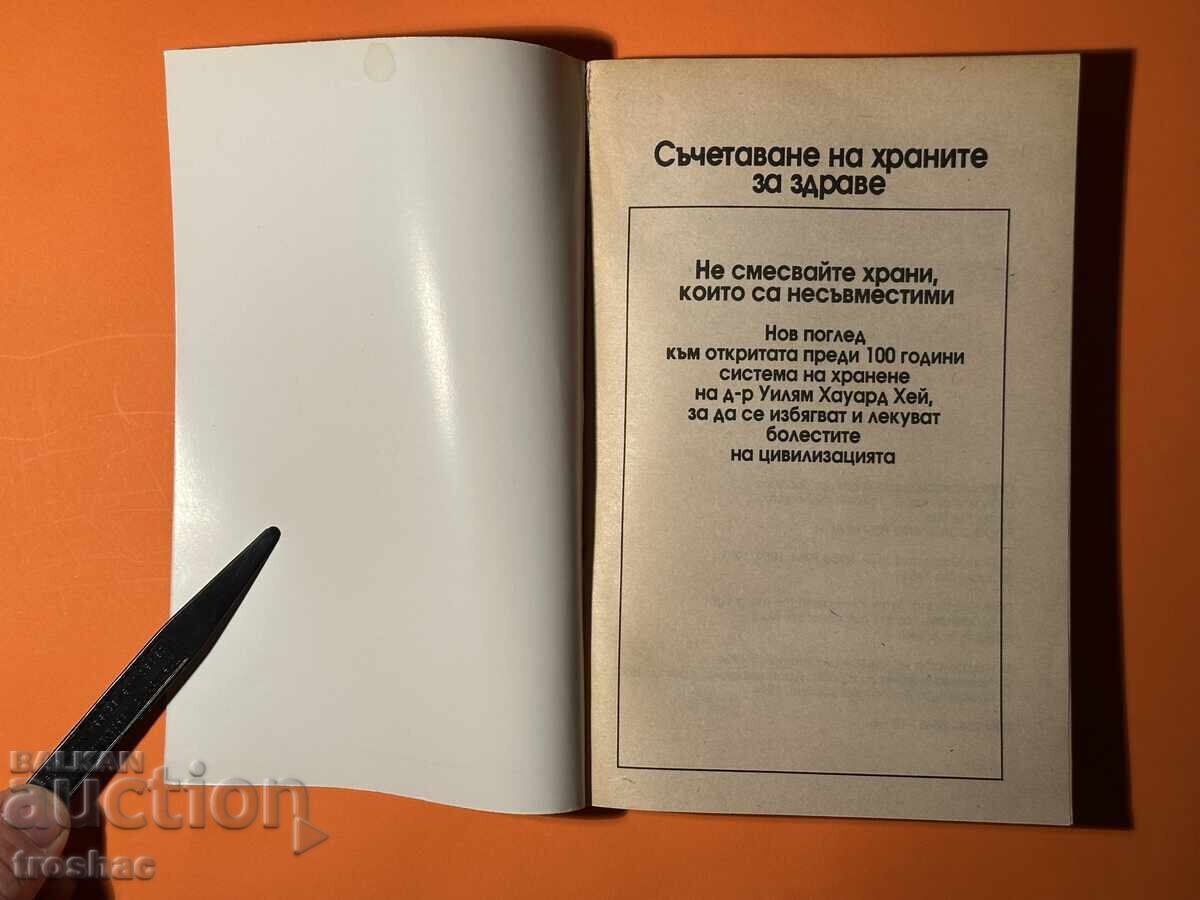 Съчетаване на храните
за здраве
Не смесвайте храни,
които са несъвместими
Нов поглед
към откритата преди 100 години
система на хранене
на д-р Уилям Хауард Хей,
за да се избягват и лекуват
болестите
на цивилизацията
BALKAN
auction
troshac